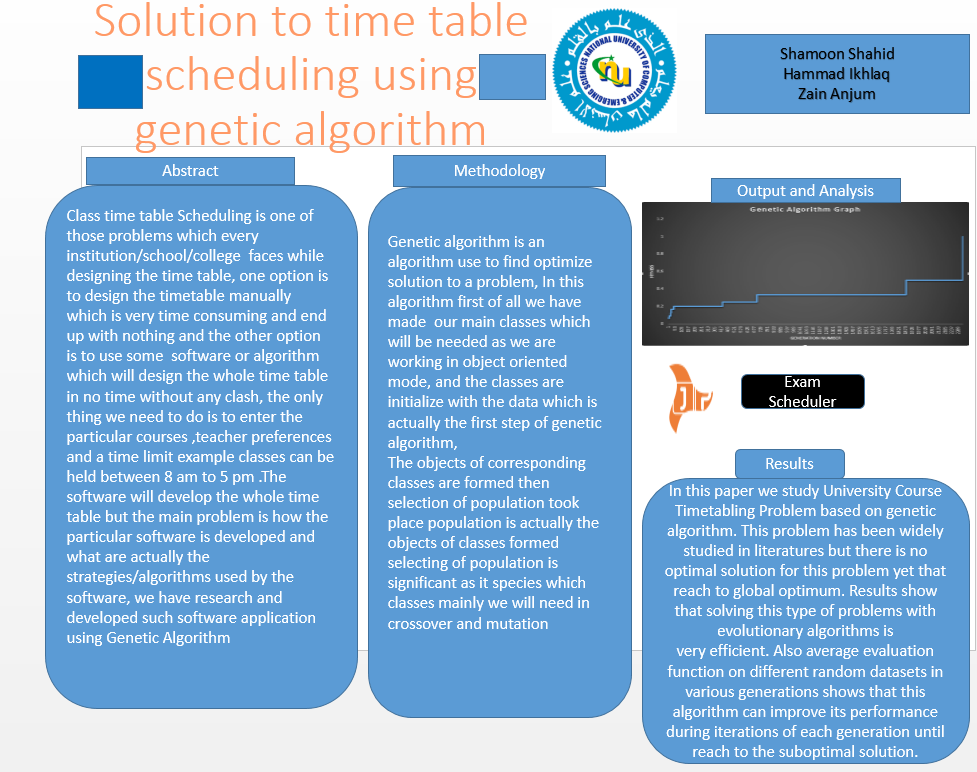 Solution to time table
scheduling using
genetic algorithm
NATIONAL UNIVERSITY OF
COMPUTER & EMERGING SCIENCES
nu
Shamoon Shahid
Hammad Ikhlaq
Zain Anjum
Abstract
Class time table Scheduling is one of
those problems which every
institution/school/college faces while
designing the time table, one option is
to design the timetable manually
which is very time consuming and end
up with nothing and the other option
is to use some software or algorithm
which will design the whole time table
in no time without any clash, the only
thing we need to do is to enter the
particular courses ,teacher preferences
and a time limit example classes can be
held between 8 am to 5 pm .The
software will develop the whole time
table but the main problem is how the
particular software is developed and
what are actually the
strategies/algorithms used by the
software, we have research and
developed such software application
using Genetic Algorithm
Methodology
Genetic algorithm is an
algorithm use to find optimize
solution to a problem, In this
algorithm first of all we have
made our main classes which
will be needed as we are
working in object oriented
mode, and the classes are
initialize with the data which is
actually the first step of genetic
algorithm,
The objects of corresponding
classes are formed then
selection of population took
place population is actually the
objects of classes formed
selecting of population is
significant as it species which
classes mainly we will need in
crossover and mutation
Output and Analysis
Genetic Algorithm Graph
1.2
1
0.8
0.6
0.4
0.2
0
GENERATION NUMBER
Exam
Scheduler
Results
In this paper we study University Course
Timetabling Problem based on genetic
algorithm. This problem has been widely
studied in literatures but there is no
optimal solution for this problem yet that
reach to global optimum. Results show
that solving this type of problems with
evolutionary algorithms is
very efficient. Also average evaluation
function on different random datasets in
various generations shows that this
algorithm can improve its performance
during iterations of each generation until
reach to the suboptimal solution.